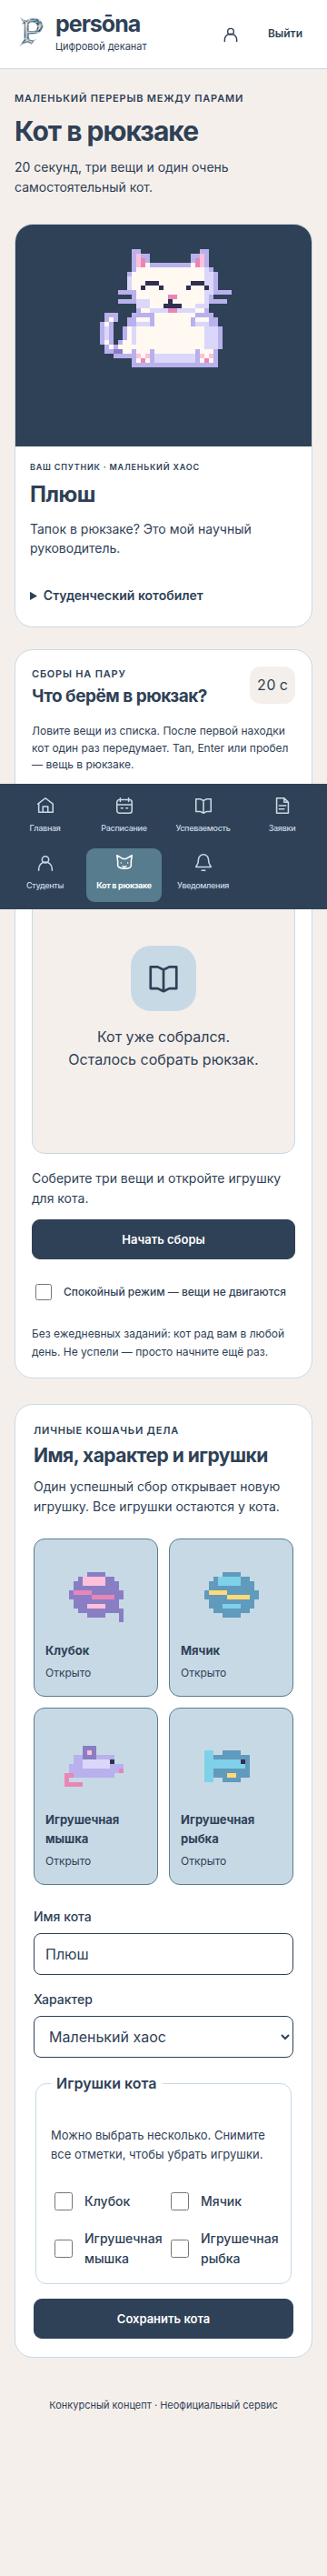 persōna
Цифровой деканат
Выйти
МАЛЕНЬКИЙ ПЕРЕРЫВ МЕЖДУ ПАРАМИ
Кот в рюкзаке
20 секунд, три вещи и один очень
самостоятельный кот.
ВАШ СПУТНИК · МАЛЕНЬКИЙ ХАОС
Плюш
Тапок в рюкзаке? Это мой научный
руководитель.
Студенческий котобилет
СБОРЫ НА ПАРУ
Что берём в рюкзак?
20 с
Ловите вещи из списка. После первой находки
кот один раз передумает. Тап, Enter или пробел
— вещь в рюкзаке.
Главная
Расписание
Успеваемость
Заявки
Студенты
Кот в рюкзаке
Уведомления
Кот уже собрался.
Осталось собрать рюкзак.
Соберите три вещи и откройте игрушку
для кота.
Начать сборы
Спокойный режим — вещи не двигаются
Без ежедневных заданий: кот рад вам в любой
день. Не успели — просто начните ещё раз.
ЛИЧНЫЕ КОШАЧЬИ ДЕЛА
Имя, характер и игрушки
Один успешный сбор открывает новую
игрушку. Все игрушки остаются у кота.
Клубок
Открыто
Мячик
Открыто
Игрушечная
мышка
Открыто
Игрушечная
рыбка
Открыто
Имя кота
Плюш
Характер
Маленький хаос
Игрушки кота
Можно выбрать несколько. Снимите
все отметки, чтобы убрать игрушки.
Клубок
Мячик
Игрушечная
мышка
Игрушечная
рыбка
Сохранить кота
Конкурсный концепт · Неофициальный сервис